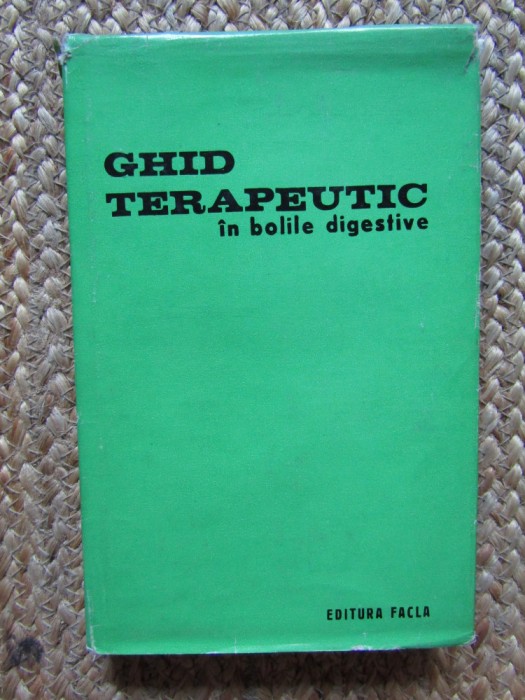 GHID
TERAPEUTIC
în bolile digestive
EDITURA FACLA